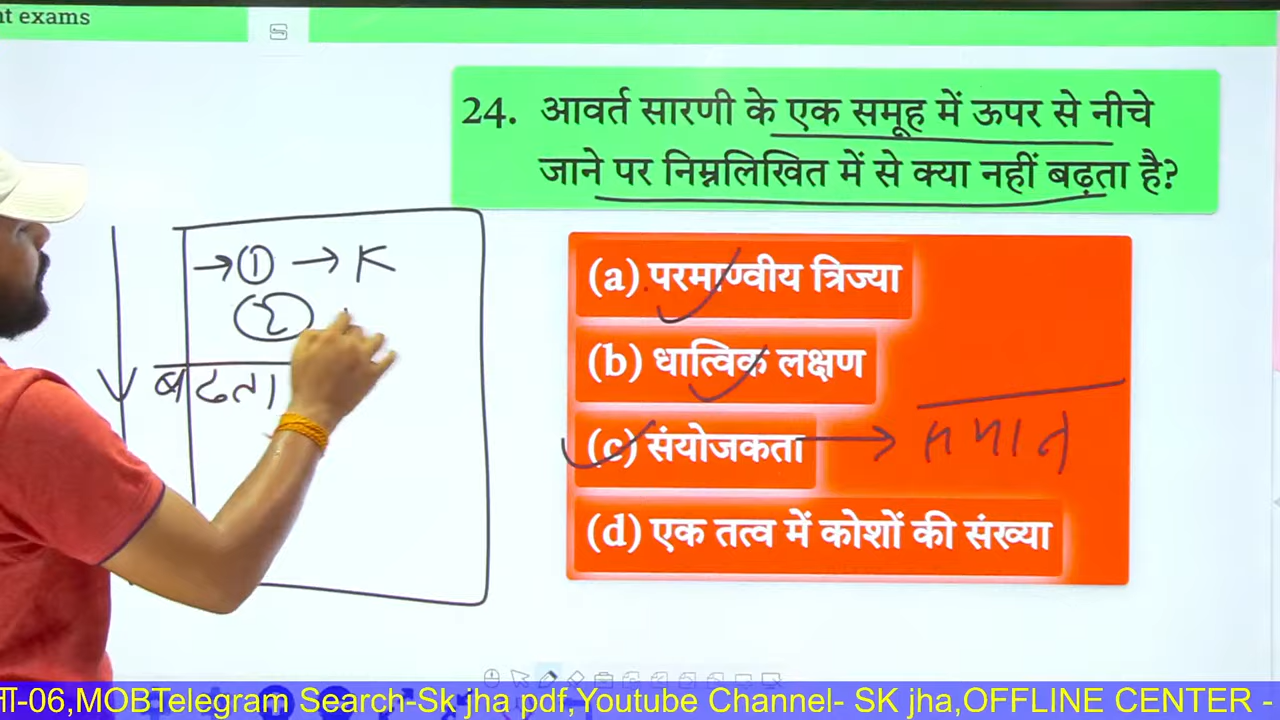 nt exams
24. आवर्त सारणी के एक समूह में ऊपर से नीचे
जाने पर निम्नलिखित में से क्या नहीं बढ़ता है?
→ ① → K
2
बढता
(a) परमाण्वीय त्रिज्या
(b) धात्विक लक्षण
(c) संयोजकता → समान
(d) एक तत्व में कोशों की संख्या
-06,MOBTelegram Search-Sk jha pdf,Youtube Channel- SK jha,OFFLINE CENTER -